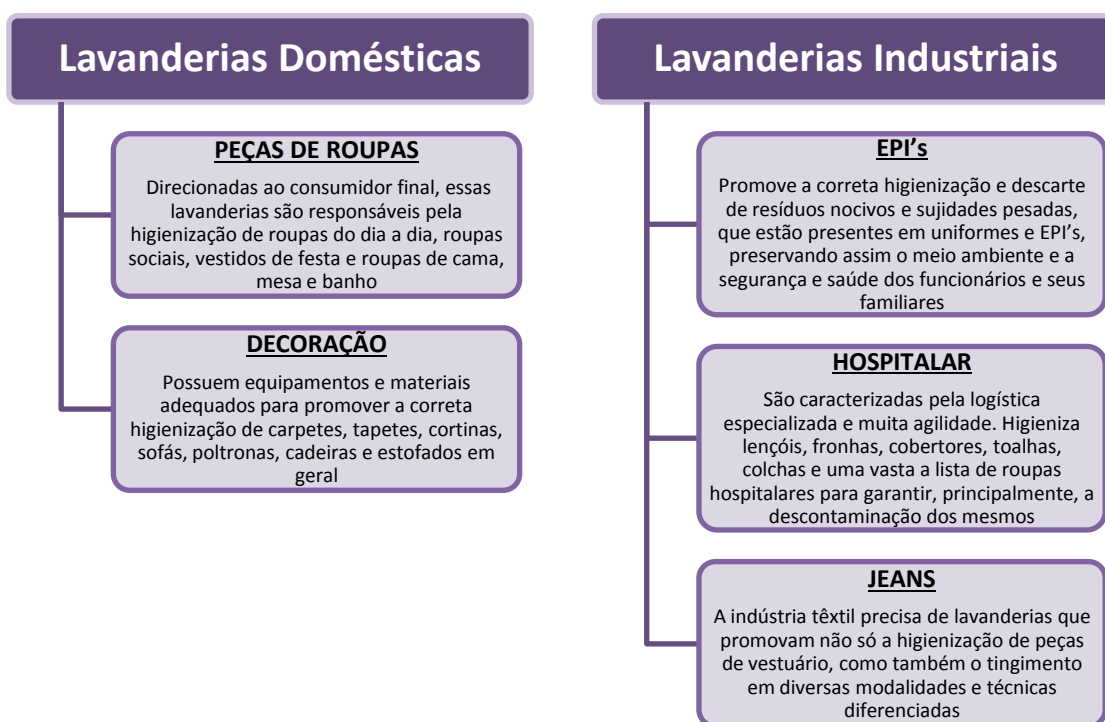 Lavanderias Domésticas
PEÇAS DE ROUPAS
Direcionadas ao consumidor final, essas
lavanderias são responsáveis pela
higienização de roupas do dia a dia, roupas
sociais, vestidos de festa e roupas de cama,
mesa e banho
DECORAÇÃO
Possuem equipamentos e materiais
adequados para promover a correta
higienização de carpetes, tapetes, cortinas,
sofás, poltronas, cadeiras e estofados em
geral
Lavanderias Industriais
EPI’s
Promove a correta higienização e descarte
de resíduos nocivos e sujidades pesadas,
que estão presentes em uniformes e EPI’s,
preservando assim o meio ambiente e a
segurança e saúde dos funcionários e seus
familiares
HOSPITALAR
São caracterizadas pela logística
especializada e muita agilidade. Higieniza
lençóis, fronhas, cobertores, toalhas,
colchas e uma vasta a lista de roupas
hospitalares para garantir, principalmente, a
descontaminação dos mesmos
JEANS
A indústria têxtil precisa de lavanderias que
promovam não só a higienização de peças
de vestuário, como também o tingimento
em diversas modalidades e técnicas
diferenciadas